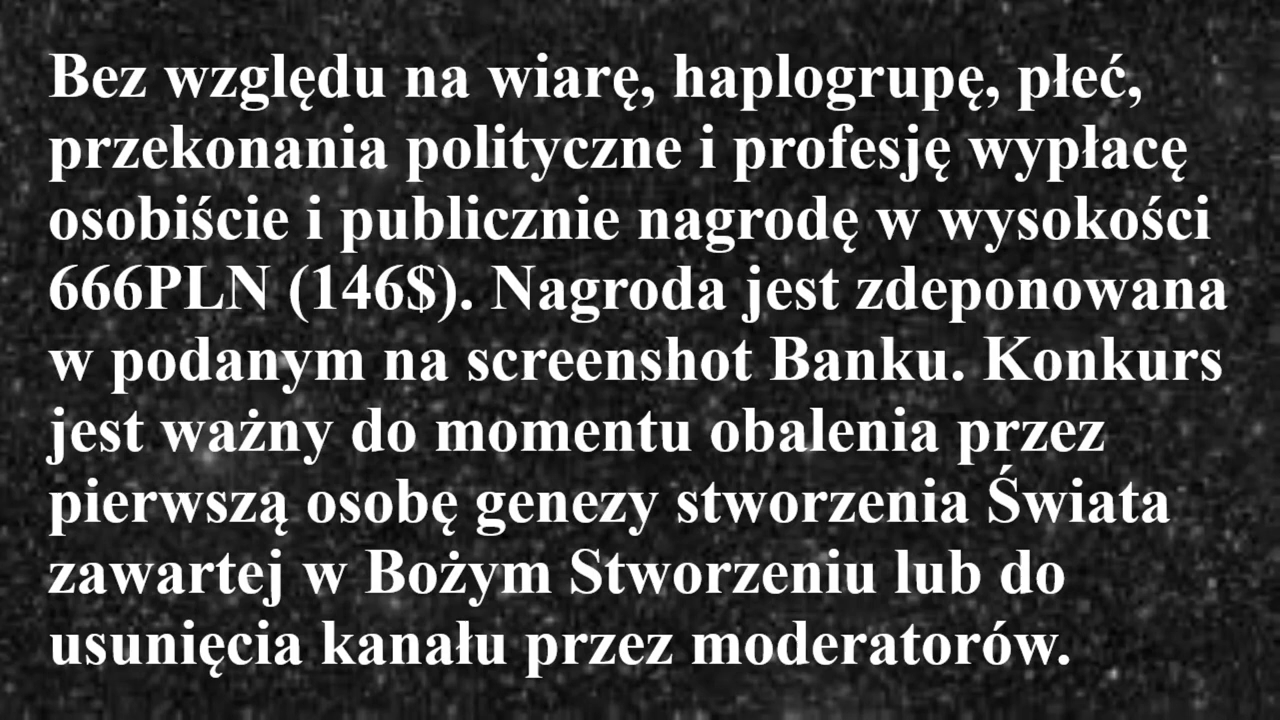 Bez względu na wiarę, haplogrupę, płeć,
przekonania polityczne i profesję wypłacę
osobiście i publicznie nagrodę w wysokości
666PLN (146$). Nagroda jest zdeponowana
w podanym na screenshot Banku. Konkurs
jest ważny do momentu obalenia przez
pierwszą osobę genezy stworzenia Świata
zawartej w Bożym Stworzeniu lub do
usunięcia kanału przez moderatorów.